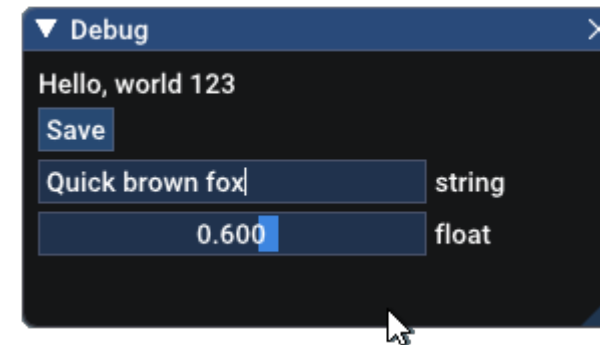 Debug
Hello, world 123
Save
Quick brown fox string
0.600 float